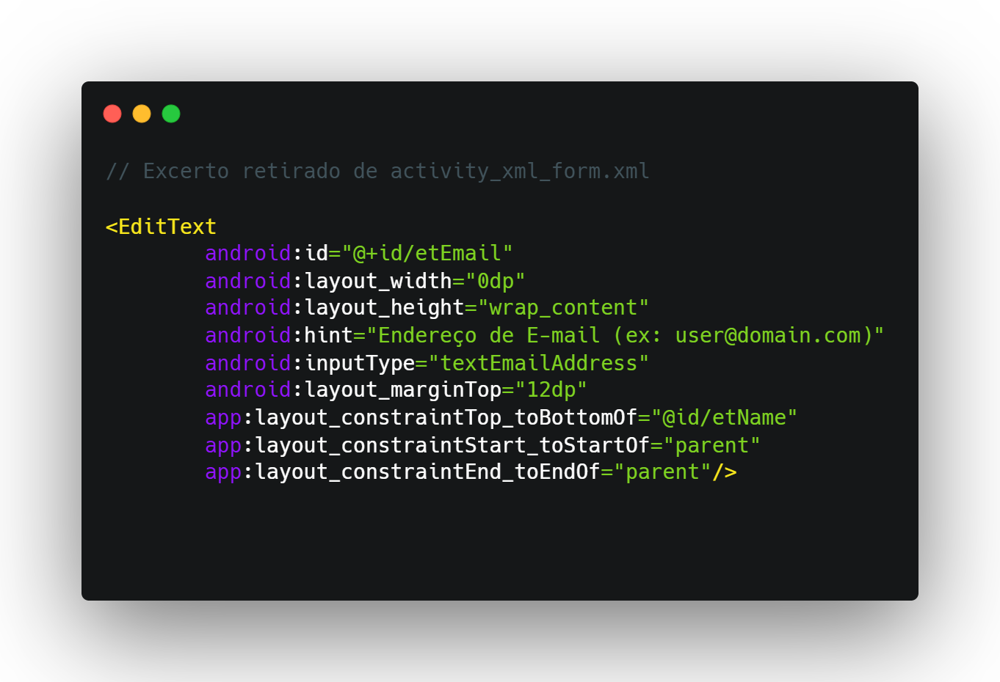 // Excerto retirado de activity_xml_form.xml
<EditText
android:id="@+id/etEmail"
android:layout_width="0dp"
android:layout_height="wrap_content"
android:hint="Endereço de E-mail (ex: user@domain.com)"
android:inputType="textEmailAddress"
android:layout_marginTop="12dp"
app:layout_constraintTop_toBottomOf="@id/etName"
app:layout_constraintStart_toStartOf="parent"
app:layout_constraintEnd_toEndOf="parent"/>